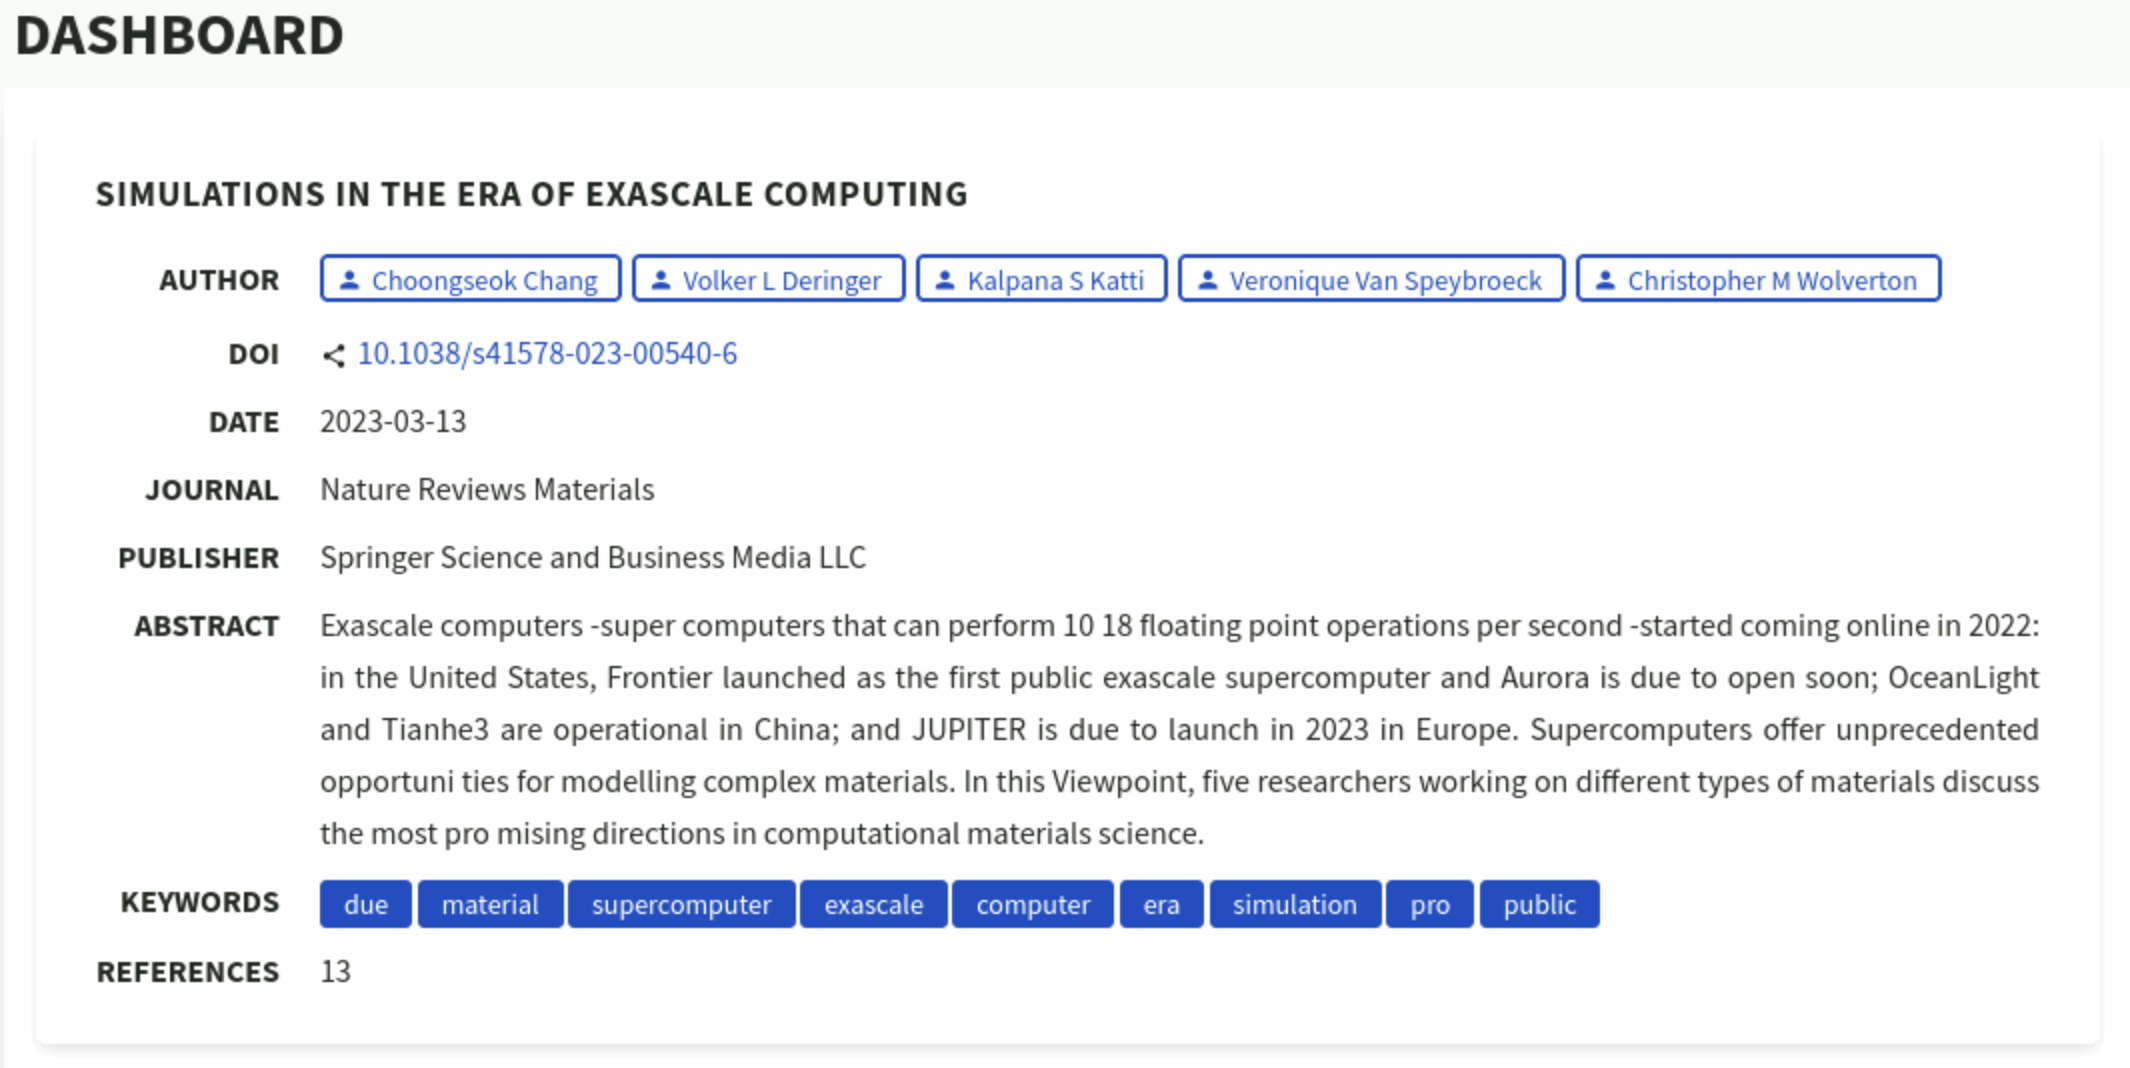 DASHBOARD
SIMULATIONS IN THE ERA OF EXASCALE COMPUTING
AUTHOR Choongseok Chang Volker L Deringer Kalpana S Katti Veronique Van Speybroeck Christopher M Wolverton
DOI 10.1038/s41578-023-00540-6
DATE 2023-03-13
JOURNAL Nature Reviews Materials
PUBLISHER Springer Science and Business Media LLC
ABSTRACT Exascale computers -super computers that can perform 10 18 floating point operations per second -started coming online in 2022:
in the United States, Frontier launched as the first public exascale supercomputer and Aurora is due to open soon; OceanLight
and Tianhe3 are operational in China; and JUPITER is due to launch in 2023 in Europe. Supercomputers offer unprecedented
opportuni ties for modelling complex materials. In this Viewpoint, five researchers working on different types of materials discuss
the most pro mising directions in computational materials science.
KEYWORDS due material supercomputer exascale computer era simulation pro public
REFERENCES 13